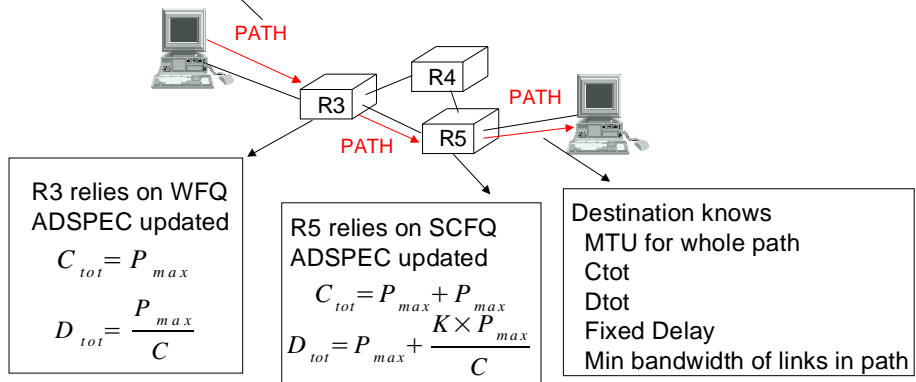 PATH
R4
R3
PATH
R5
PATH
R3 relies on WFQ
ADSPEC updated
C_tot = P_max
D_tot = P_max / C
R5 relies on SCFQ
ADSPEC updated
C_tot = P_max + P_max
D_tot = P_max + K × P_max / C
Destination knows
MTU for whole path
Ctot
Dtot
Fixed Delay
Min bandwidth of links in path